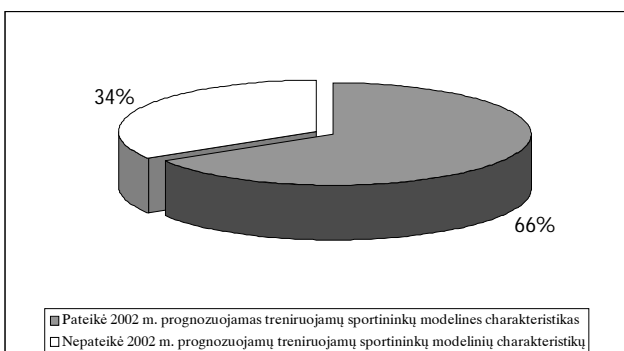 34%
66%
Pateikė 2002 m. prognozuojamas treniruojamų sportininkų modelines charakteristikas
Nepateikė 2002 m. prognozuojamų treniruojamų sportininkų modelinių charakteristikų